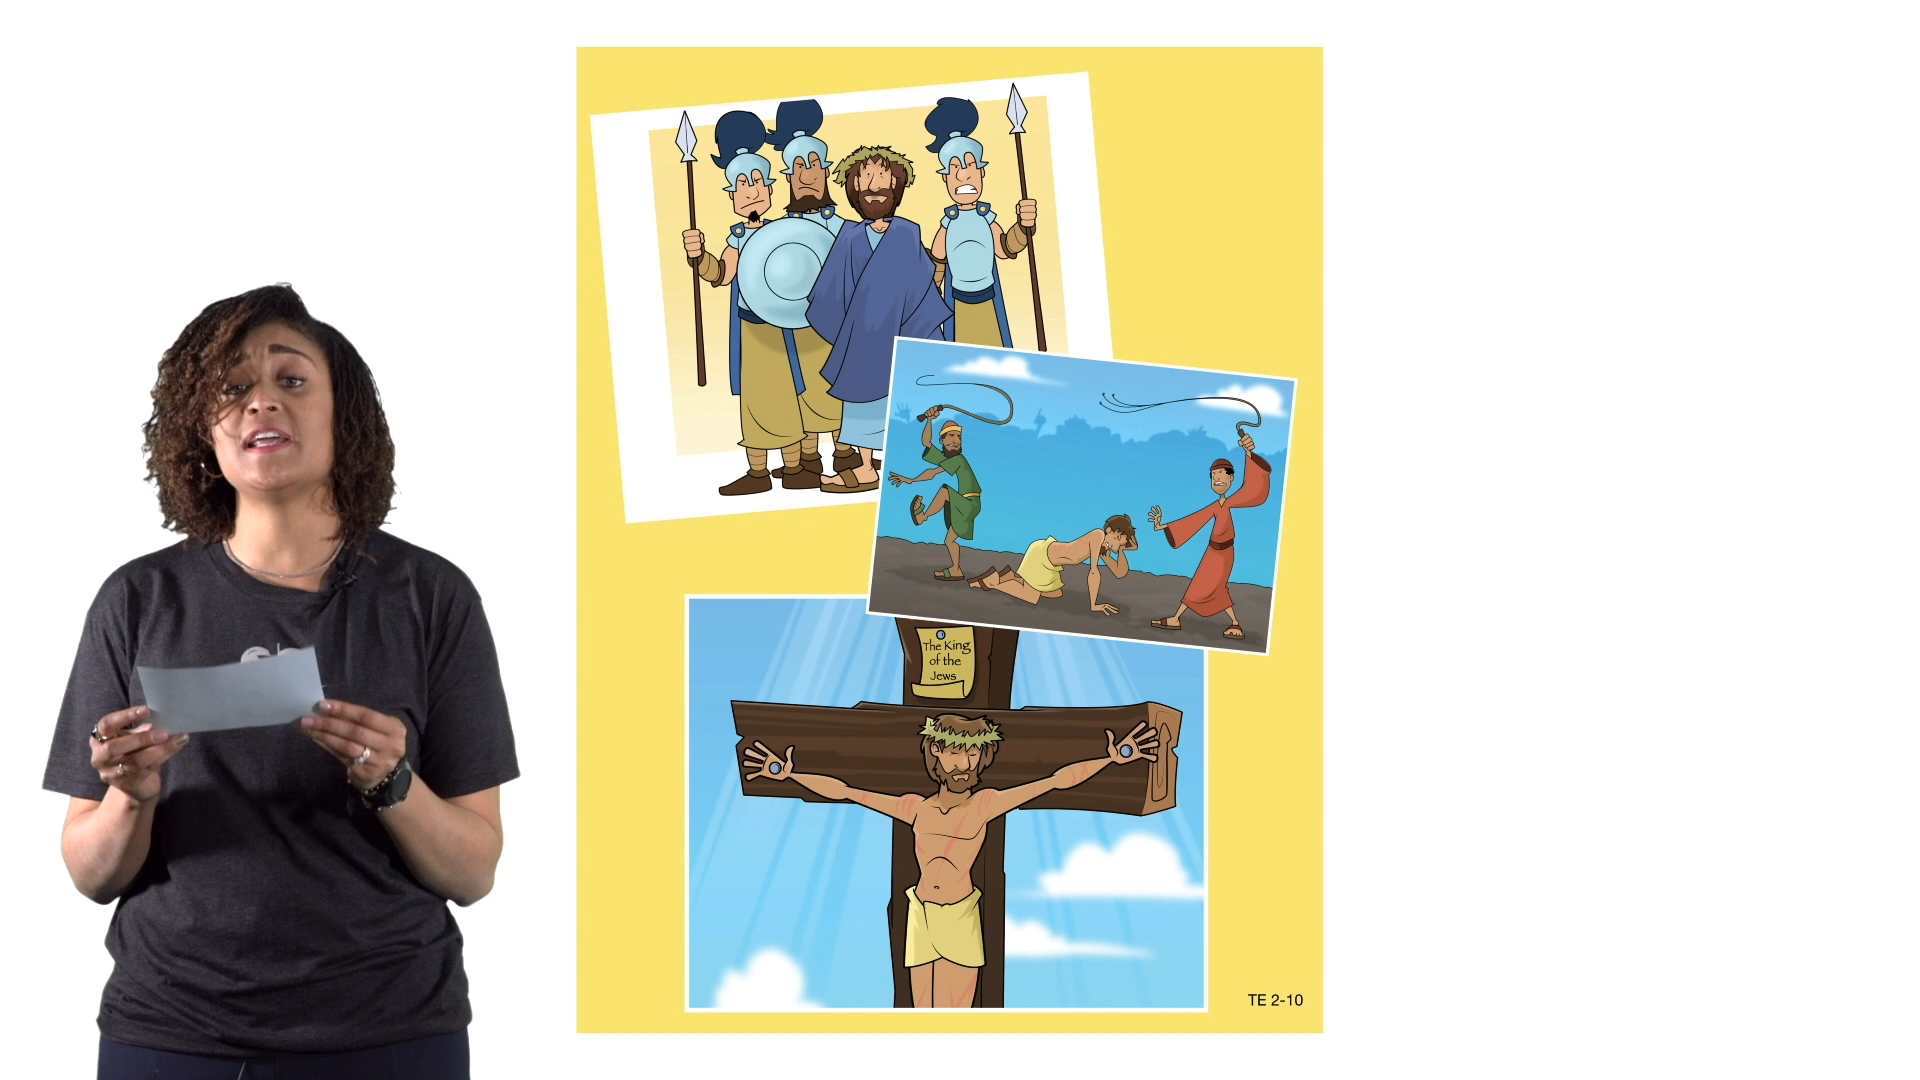 The King
of the
Jews
TE 2-10